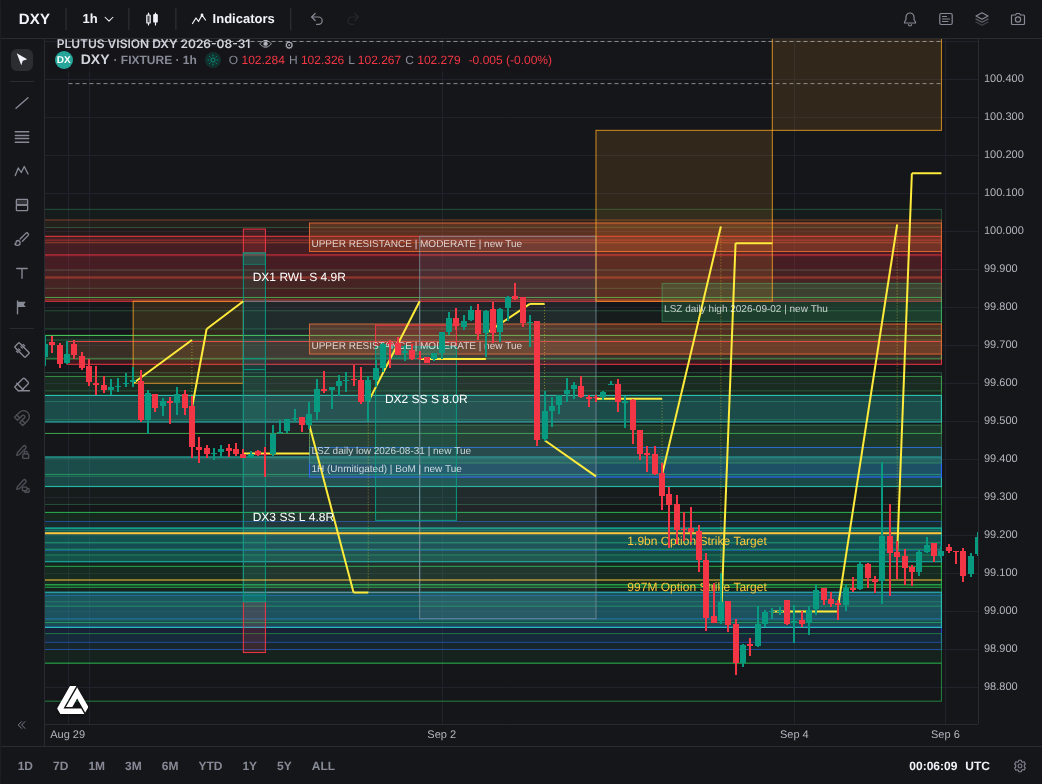 DXY
1h
Indicators
PLUTUS VISION DXY 2026-08-31
DX DXY · FIXTURE · 1h O 102.284 H 102.326 L 102.267 C 102.279 -0.005 (-0.00%)
100.400
100.300
100.200
100.100
100.000
99.900
99.800
99.700
99.600
99.500
99.400
99.300
99.200
99.100
99.000
98.900
98.800
UPPER RESISTANCE | MODERATE | new Tue
DX1 RWL S 4.9R
LSZ daily high 2026-09-02 | new Thu
UPPER RESISTANCE | MODERATE | new Tue
DX2 SS S 8.0R
LSZ daily low 2026-08-31 | new Tue
1H (Unmitigated) | BoM | new Tue
DX3 SS L 4.8R
1.9bn Option Strike Target
997M Option Strike Target
Aug 29
Sep 2
Sep 4
Sep 6
1D
7D
1M
3M
6M
YTD
1Y
5Y
ALL
00:06:09 UTC